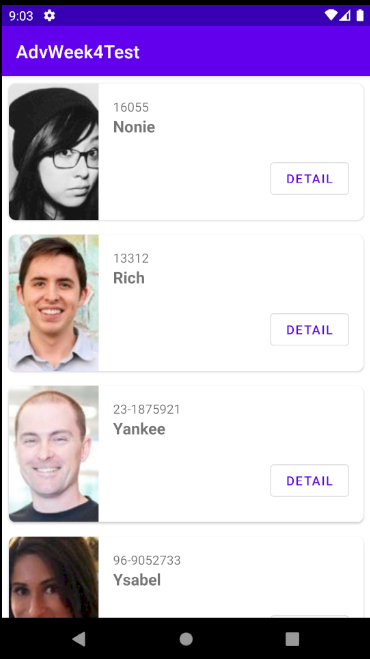 9:03
AdvWeek4Test
16055
Nonie
DETAIL
13312
Rich
DETAIL
23-1875921
Yankee
DETAIL
96-9052733
Ysabel